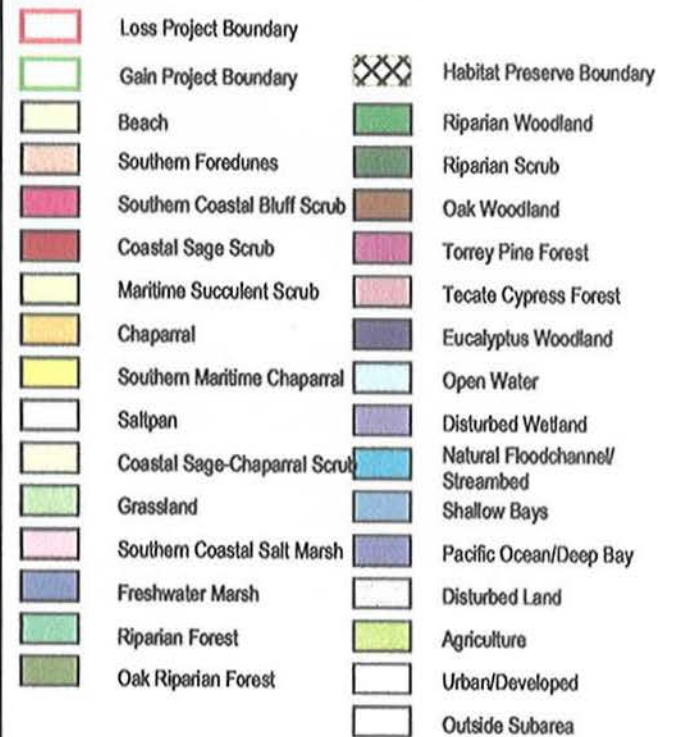 Loss Project Boundary
Gain Project Boundary
Beach
Southern Foredunes
Southern Coastal Bluff Scrub
Coastal Sage Scrub
Maritime Succulent Scrub
Chaparral
Southern Maritime Chaparral
Saltpan
Coastal Sage-Chaparral Scrub
Grassland
Southern Coastal Salt Marsh
Freshwater Marsh
Riparian Forest
Oak Riparian Forest
Habitat Preserve Boundary
Riparian Woodland
Riparian Scrub
Oak Woodland
Torrey Pine Forest
Tecate Cypress Forest
Eucalyptus Woodland
Open Water
Disturbed Wetland
Natural Floodchannel/
Streambed
Shallow Bays
Pacific Ocean/Deep Bay
Disturbed Land
Agriculture
Urban/Developed
Outside Subarea